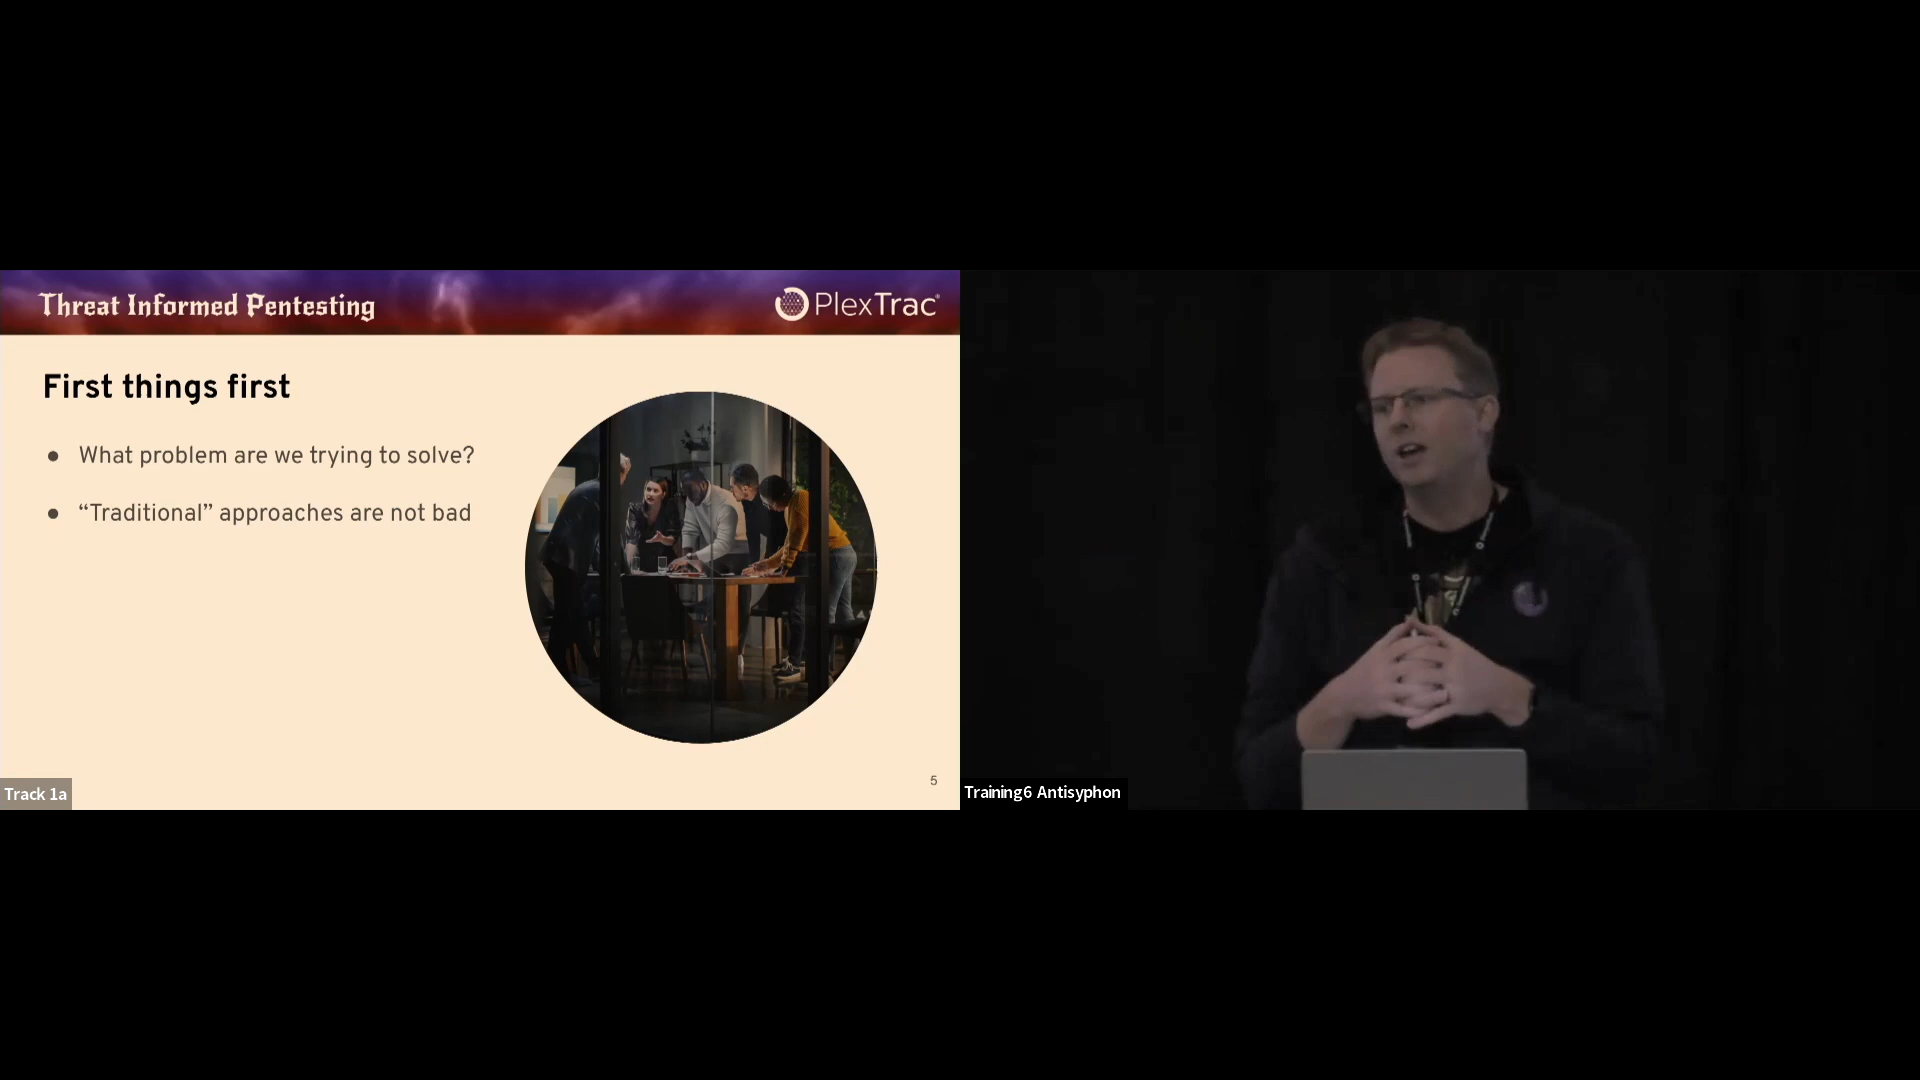 Threat Informed Pentesting
PlexTrac
First things first
● What problem are we trying to solve?
● “Traditional” approaches are not bad
5
Track 1a
Training6 Antisyphon